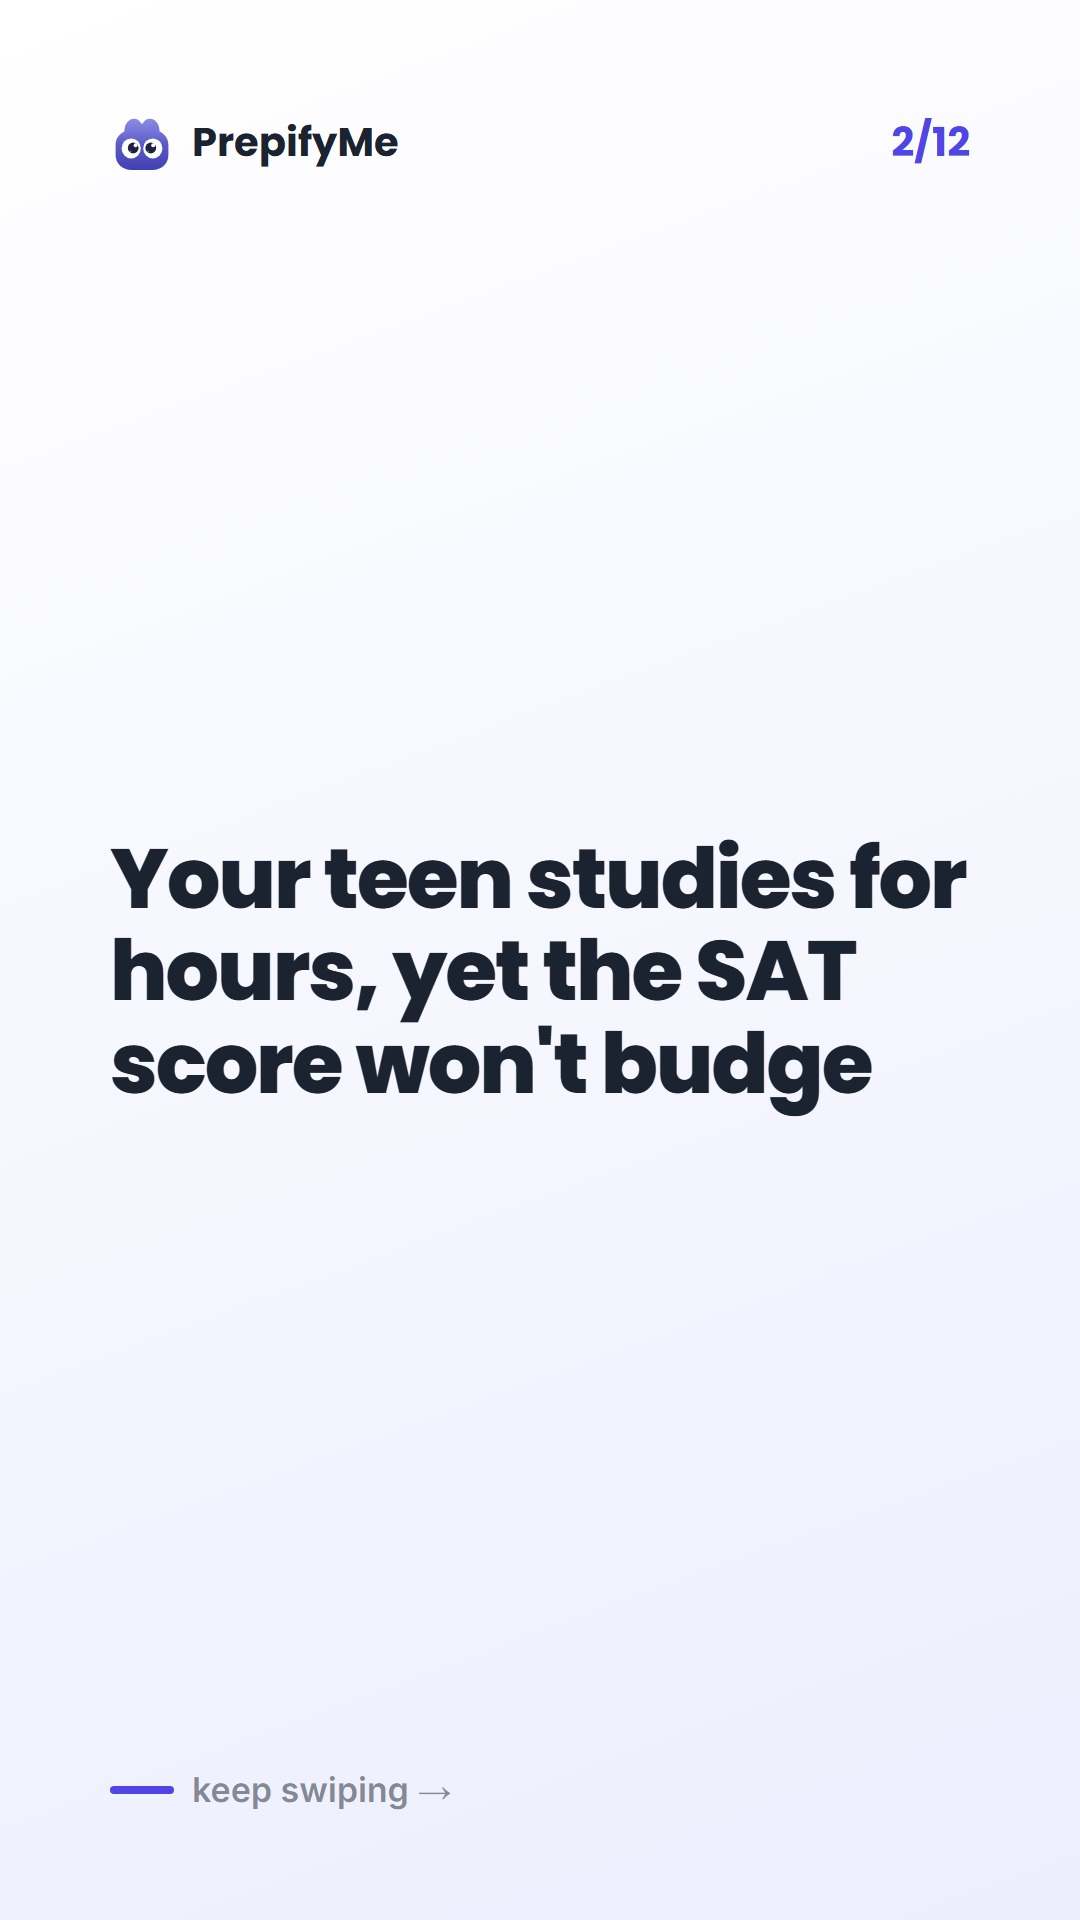 PrepifyMe
2/12
Your teen studies for
hours, yet the SAT
score won't budge
keep swiping →